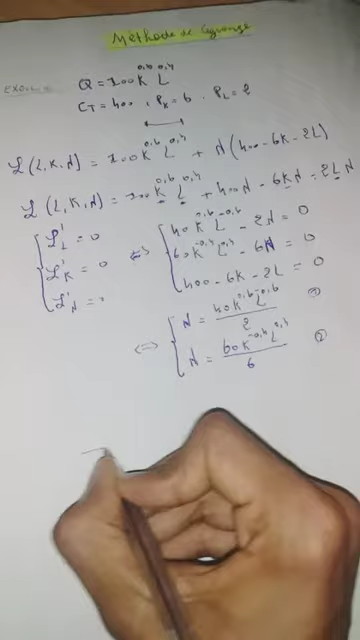 Méthode de Lagrange
Exercice
Q = 100 K^0,6 L^0,4
CT = 400 , P_K = 6 , P_L = 2
L(L,K,λ) = 100 K^0,6 L^0,4 + λ(400 - 6K - 2L)
L(L,K,λ) = 100 K^0,6 L^0,4 + 400λ - 6Kλ - 2Lλ
{ L'_L = 0 <=> { 40 K^0,6 L^-0,6 - 2λ = 0
L'_K = 0 60 K^-0,4 L^0,4 - 6λ = 0
L'_λ = 0 400 - 6K - 2L = 0
<=> { λ = 40 K^0,6 L^-0,6 / 2 ①
λ = 60 K^-0,4 L^0,4 / 6 ②